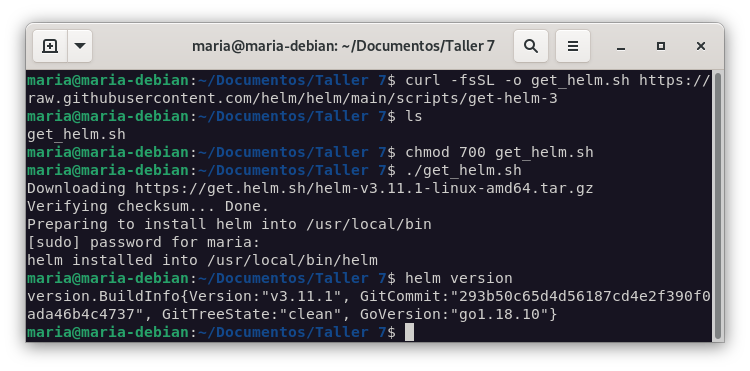 maria@maria-debian: ~/Documentos/Taller 7
maria@maria-debian:~/Documentos/Taller 7$ curl -fsSL -o get_helm.sh https://
raw.githubusercontent.com/helm/helm/main/scripts/get-helm-3
maria@maria-debian:~/Documentos/Taller 7$ ls
get_helm.sh
maria@maria-debian:~/Documentos/Taller 7$ chmod 700 get_helm.sh
maria@maria-debian:~/Documentos/Taller 7$ ./get_helm.sh
Downloading https://get.helm.sh/helm-v3.11.1-linux-amd64.tar.gz
Verifying checksum... Done.
Preparing to install helm into /usr/local/bin
[sudo] password for maria:
helm installed into /usr/local/bin/helm
maria@maria-debian:~/Documentos/Taller 7$ helm version
version.BuildInfo{Version:"v3.11.1", GitCommit:"293b50c65d4d56187cd4e2f390f0
ada46b4c4737", GitTreeState:"clean", GoVersion:"go1.18.10"}
maria@maria-debian:~/Documentos/Taller 7$